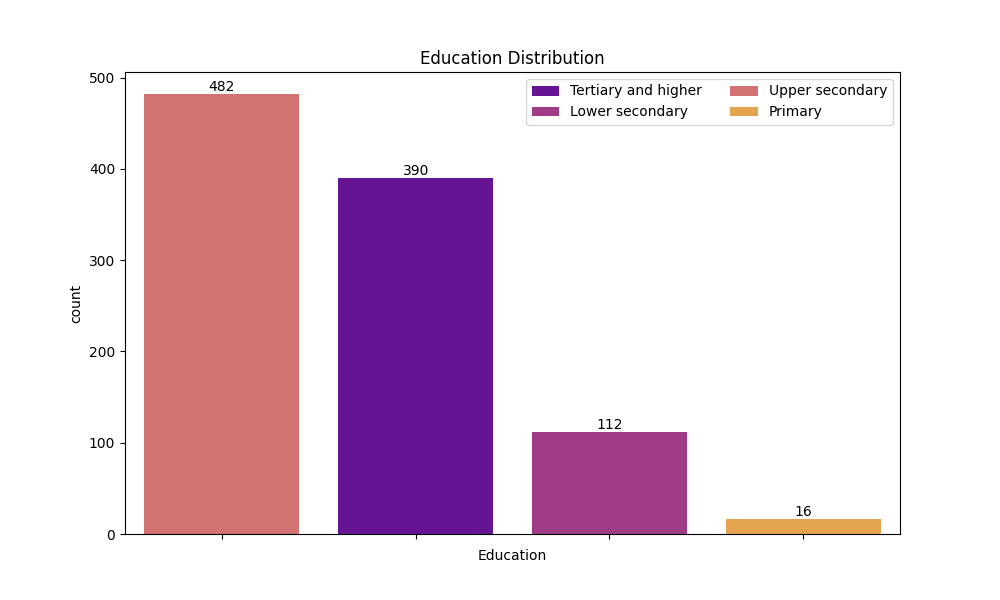 Education Distribution
500
400
300
200
100
0
count
482
390
112
16
Tertiary and higher
Lower secondary
Upper secondary
Primary
Education